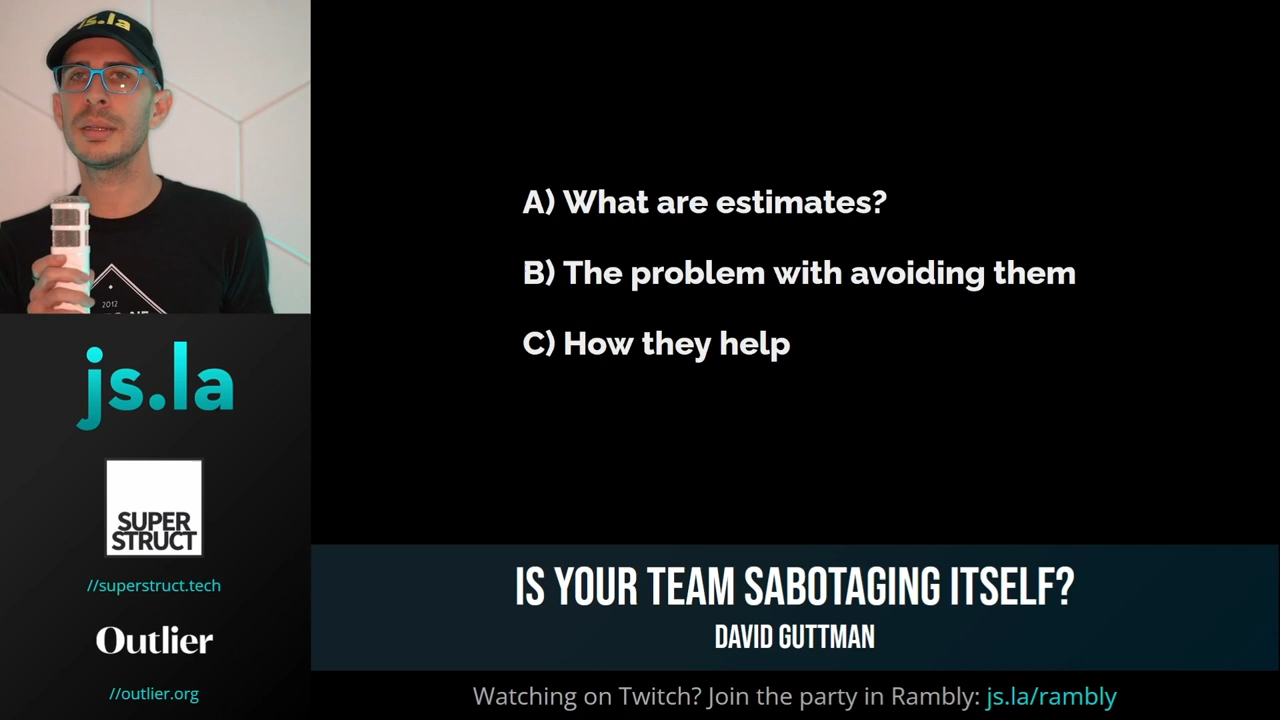 js.la
2012
A) What are estimates?
B) The problem with avoiding them
C) How they help
js.la
SUPER
STRUCT
//superstruct.tech
Outlier
//outlier.org
IS YOUR TEAM SABOTAGING ITSELF?
DAVID GUTTMAN
Watching on Twitch? Join the party in Rambly: js.la/rambly